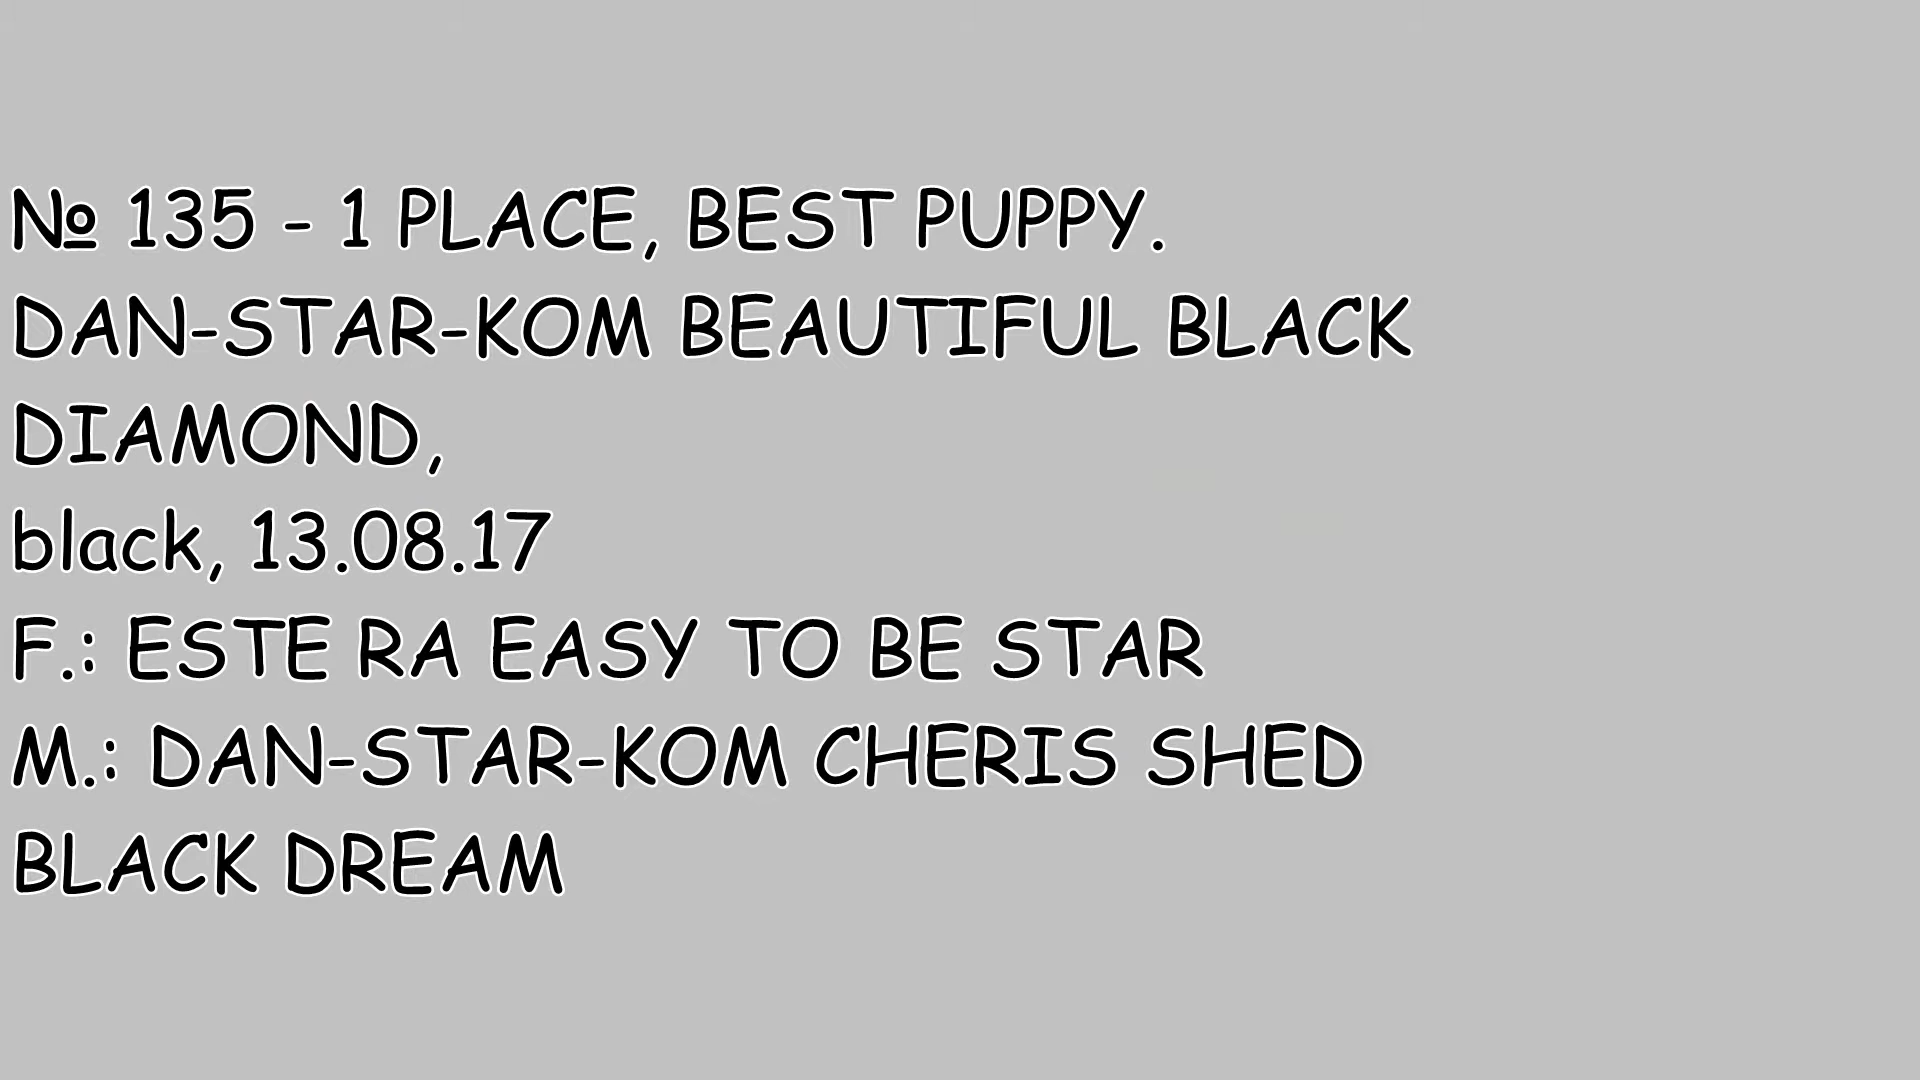 № 135 - 1 PLACE, BEST PUPPY.
DAN-STAR-KOM BEAUTIFUL BLACK
DIAMOND,
black, 13.08.17
F.: ESTE RA EASY TO BE STAR
M.: DAN-STAR-KOM CHERIS SHED
BLACK DREAM